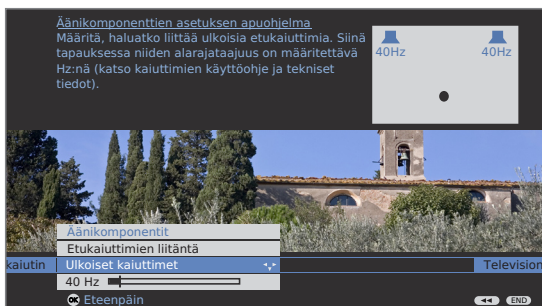 Äänikomponenttien asetuksen apuohjelma
Määritä, haluatko liittää ulkoisia etukaiuttimia. Siinä
tapauksessa niiden alarajataajuus on määritettävä
Hz:nä (katso kaiuttimien käyttöohje ja tekniset
tiedot).
40Hz 40Hz
Äänikomponentit
Etukaiuttimien liitäntä
kaiutin Ulkoiset kaiuttimet Television
40 Hz
OK Eteenpäin
END